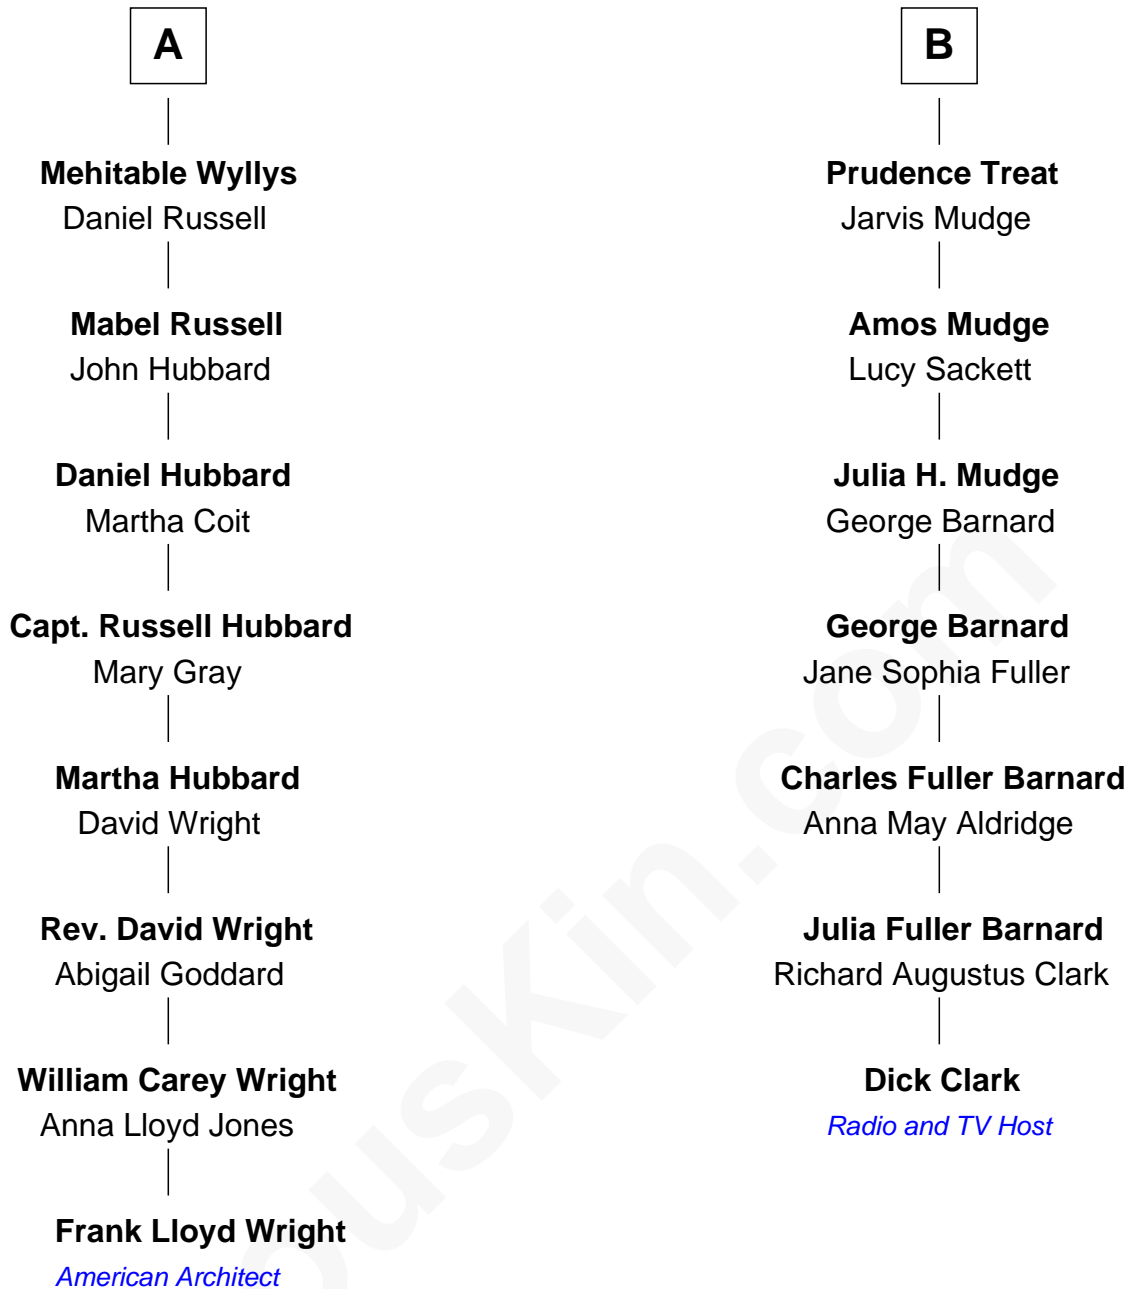 A
Mehitable Wyllys
Daniel Russell
Mabel Russell
John Hubbard
Daniel Hubbard
Martha Coit
Capt. Russell Hubbard
Mary Gray
Martha Hubbard
David Wright
Rev. David Wright
Abigail Goddard
William Carey Wright
Anna Lloyd Jones
Frank Lloyd Wright
American Architect
B
Prudence Treat
Jarvis Mudge
Amos Mudge
Lucy Sackett
Julia H. Mudge
George Barnard
George Barnard
Jane Sophia Fuller
Charles Fuller Barnard
Anna May Aldridge
Julia Fuller Barnard
Richard Augustus Clark
Dick Clark
Radio and TV Host
ousKin.com